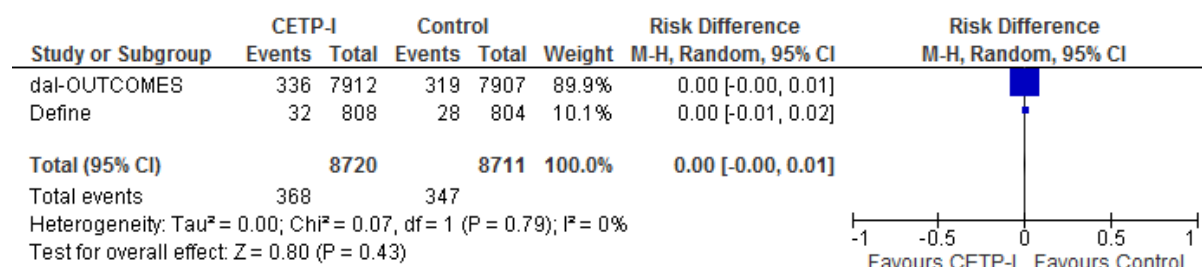 CETP-I Control Risk Difference Risk Difference
Study or Subgroup Events Total Events Total Weight M-H, Random, 95% CI M-H, Random, 95% CI
dal-OUTCOMES 336 7912 319 7907 89.9% 0.00 [-0.00, 0.01]
Define 32 808 28 804 10.1% 0.00 [-0.01, 0.02]
Total (95% CI) 8720 8711 100.0% 0.00 [-0.00, 0.01]
Total events 368 347
Heterogeneity: Tau² = 0.00; Chi² = 0.07, df = 1 (P = 0.79); I² = 0%
Test for overall effect: Z = 0.80 (P = 0.43)
-1 -0.5 0 0.5 1
Favours CETP-I Favours Control